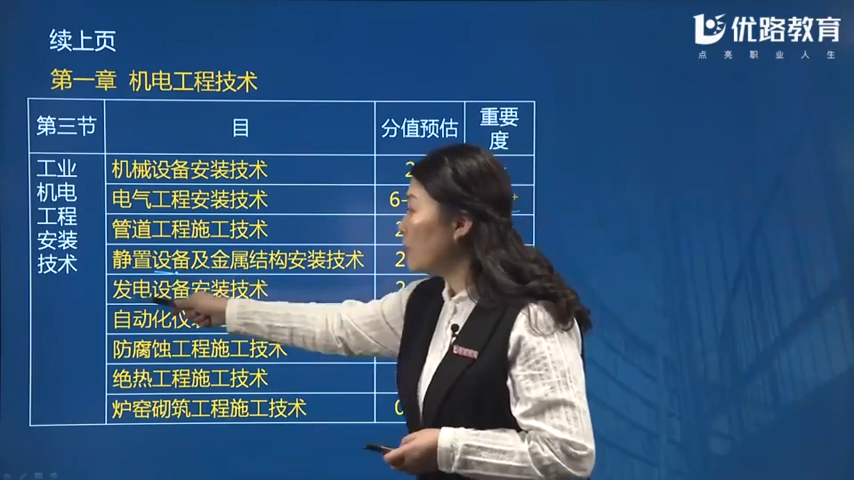 优路教育
点亮职业人生
续上页
第一章 机电工程技术
第三节 目 分值预估 重要度
工业机电工程安装技术
机械设备安装技术 2
电气工程安装技术 6-
管道工程施工技术 2
静置设备及金属结构安装技术 2
发电设备安装技术 2
自动化仪
防腐蚀工程施工技术
绝热工程施工技术
炉窑砌筑工程施工技术 0